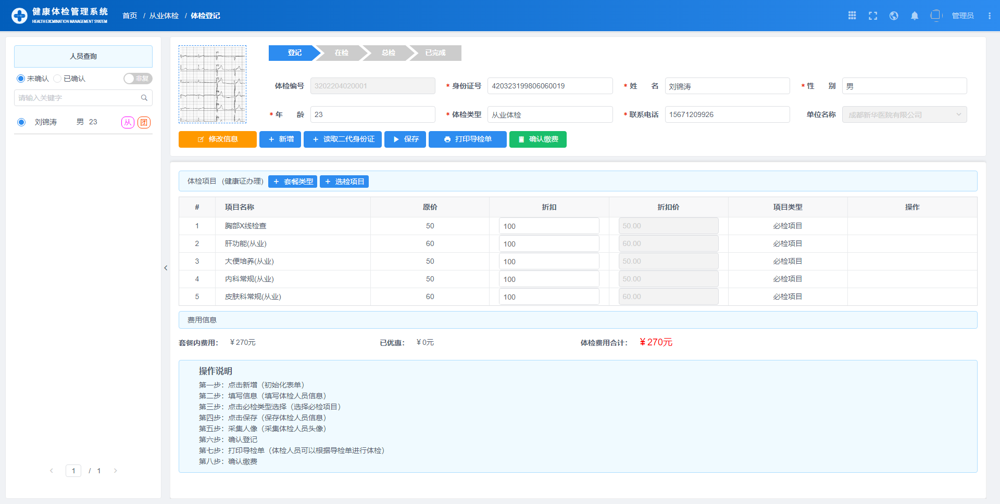 健康体检管理系统
HEALTH EXCMINATION MANAGEMENT SYATEM
首页 / 从业体检 / 体检登记
管理员
人员查询
未确认 已确认 非复
请输入关键字
刘锦涛 男 23 从 团
1 / 1
登记 在检 总检 已完成
体检编号 3202204020001 * 身份证号 420323199806060019 * 姓 名 刘锦涛 * 性 别 男
* 年 龄 23 * 体检类型 从业体检 * 联系电话 15671209926 单位名称 成都新华医院有限公司
修改信息 + 新增 + 读取二代身份证 保存 打印导检单 确认缴费
体检项目 (健康证办理) + 套餐类型 + 选检项目
# 项目名称 原价 折扣 折扣价 项目类型 操作
1 胸部X线检查 50 100 50.00 必检项目
2 肝功能(从业) 60 100 60.00 必检项目
3 大便培养(从业) 50 100 50.00 必检项目
4 内科常规(从业) 50 100 50.00 必检项目
5 皮肤科常规(从业) 60 100 60.00 必检项目
费用信息
套餐内费用: ¥270元 已优惠: ¥0元 体检费用合计: ¥270元
操作说明
第一步：点击新增（初始化表单）
第二步：填写信息（填写体检人员信息）
第三步：点击必检类型选择（选择必检项目）
第四步：点击保存（保存体检人员信息）
第五步：采集人像（采集体检人员头像）
第六步：确认登记
第七步：打印导检单（体检人员可以根据导检单进行体检）
第八步：确认缴费